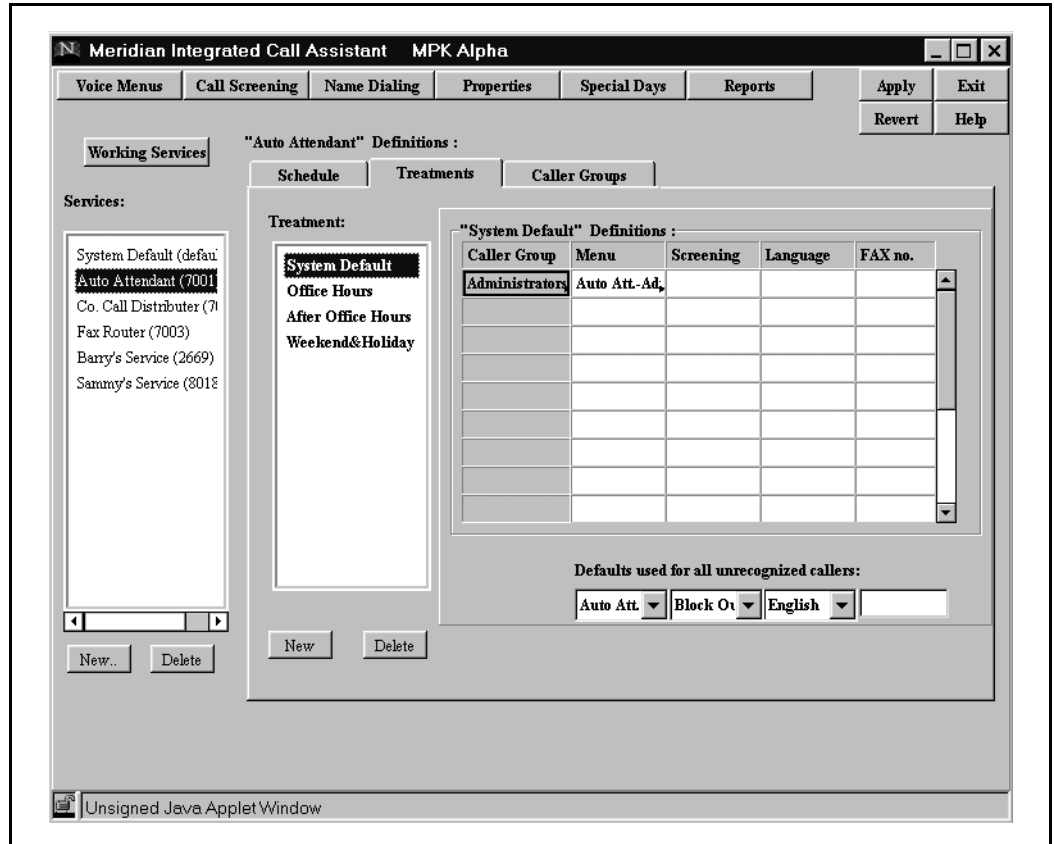 N Meridian Integrated Call Assistant MPK Alpha
Voice Menus Call Screening Name Dialing Properties Special Days Reports Apply Exit
Revert Help
Working Services
"Auto Attendant" Definitions :
Schedule Treatments Caller Groups
Services:
System Default (defau
Auto Attendant (7001
Co. Call Distributer (7
Fax Router (7003)
Barry's Service (2669)
Sammy's Service (8018
New.. Delete
Treatment:
System Default
Office Hours
After Office Hours
Weekend&Holiday
New Delete
"System Default" Definitions :
Caller Group Menu Screening Language FAX no.
Administrators Auto Att.-Ad
Defaults used for all unrecognized callers:
Auto Att. Block Ou English
Unsigned Java Applet Window